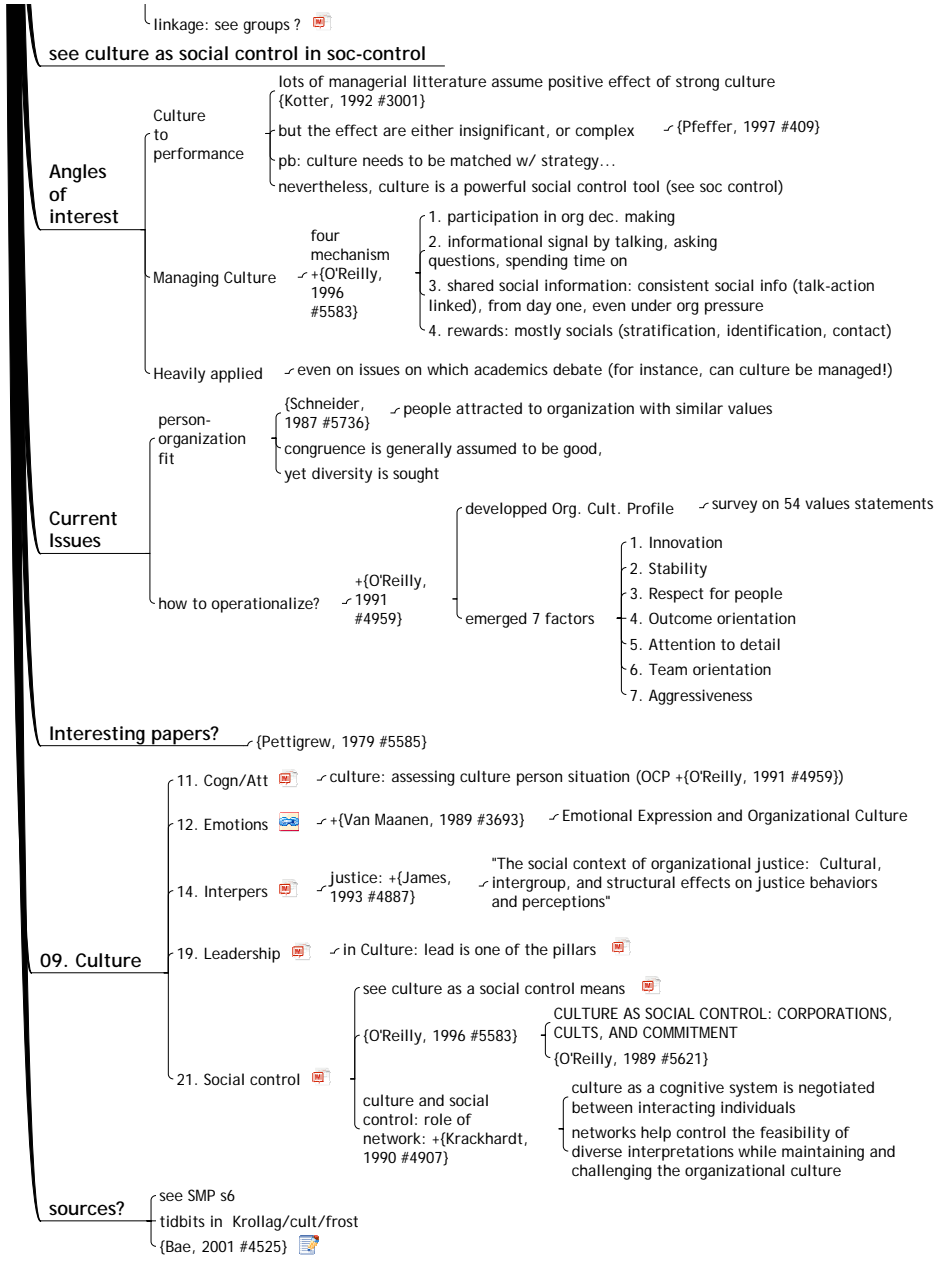 linkage: see groups ?
see culture as social control in soc-control
Angles
of
interest
Culture
to
performance
lots of managerial litterature assume positive effect of strong culture
{Kotter, 1992 #3001}
but the effect are either insignificant, or complex
{Pfeffer, 1997 #409}
pb: culture needs to be matched w/ strategy...
nevertheless, culture is a powerful social control tool (see soc control)
Managing Culture
four
mechanism
+{O'Reilly,
1996
#5583}
1. participation in org dec. making
2. informational signal by talking, asking
questions, spending time on
3. shared social information: consistent social info (talk-action
linked), from day one, even under org pressure
4. rewards: mostly socials (stratification, identification, contact)
Heavily applied
even on issues on which academics debate (for instance, can culture be managed!)
Current
Issues
person-
organization
fit
{Schneider,
1987 #5736}
people attracted to organization with similar values
congruence is generally assumed to be good,
yet diversity is sought
how to operationalize?
+{O'Reilly,
1991
#4959}
developped Org. Cult. Profile
survey on 54 values statements
emerged 7 factors
1. Innovation
2. Stability
3. Respect for people
4. Outcome orientation
5. Attention to detail
6. Team orientation
7. Aggressiveness
Interesting papers?
{Pettigrew, 1979 #5585}
09. Culture
11. Cogn/Att
culture: assessing culture person situation (OCP +{O'Reilly, 1991 #4959})
12. Emotions
+{Van Maanen, 1989 #3693}
Emotional Expression and Organizational Culture
14. Interpers
justice: +{James,
1993 #4887}
"The social context of organizational justice:  Cultural,
intergroup, and structural effects on justice behaviors
and perceptions"
19. Leadership
in Culture: lead is one of the pillars
21. Social control
see culture as a social control means
{O'Reilly, 1996 #5583}
CULTURE AS SOCIAL CONTROL: CORPORATIONS,
CULTS, AND COMMITMENT
{O'Reilly, 1989 #5621}
culture and social
control: role of
network: +{Krackhardt,
1990 #4907}
culture as a cognitive system is negotiated
between interacting individuals
networks help control the feasibility of
diverse interpretations while maintaining and
challenging the organizational culture
sources?
see SMP s6
tidbits in  Krollag/cult/frost
{Bae, 2001 #4525}